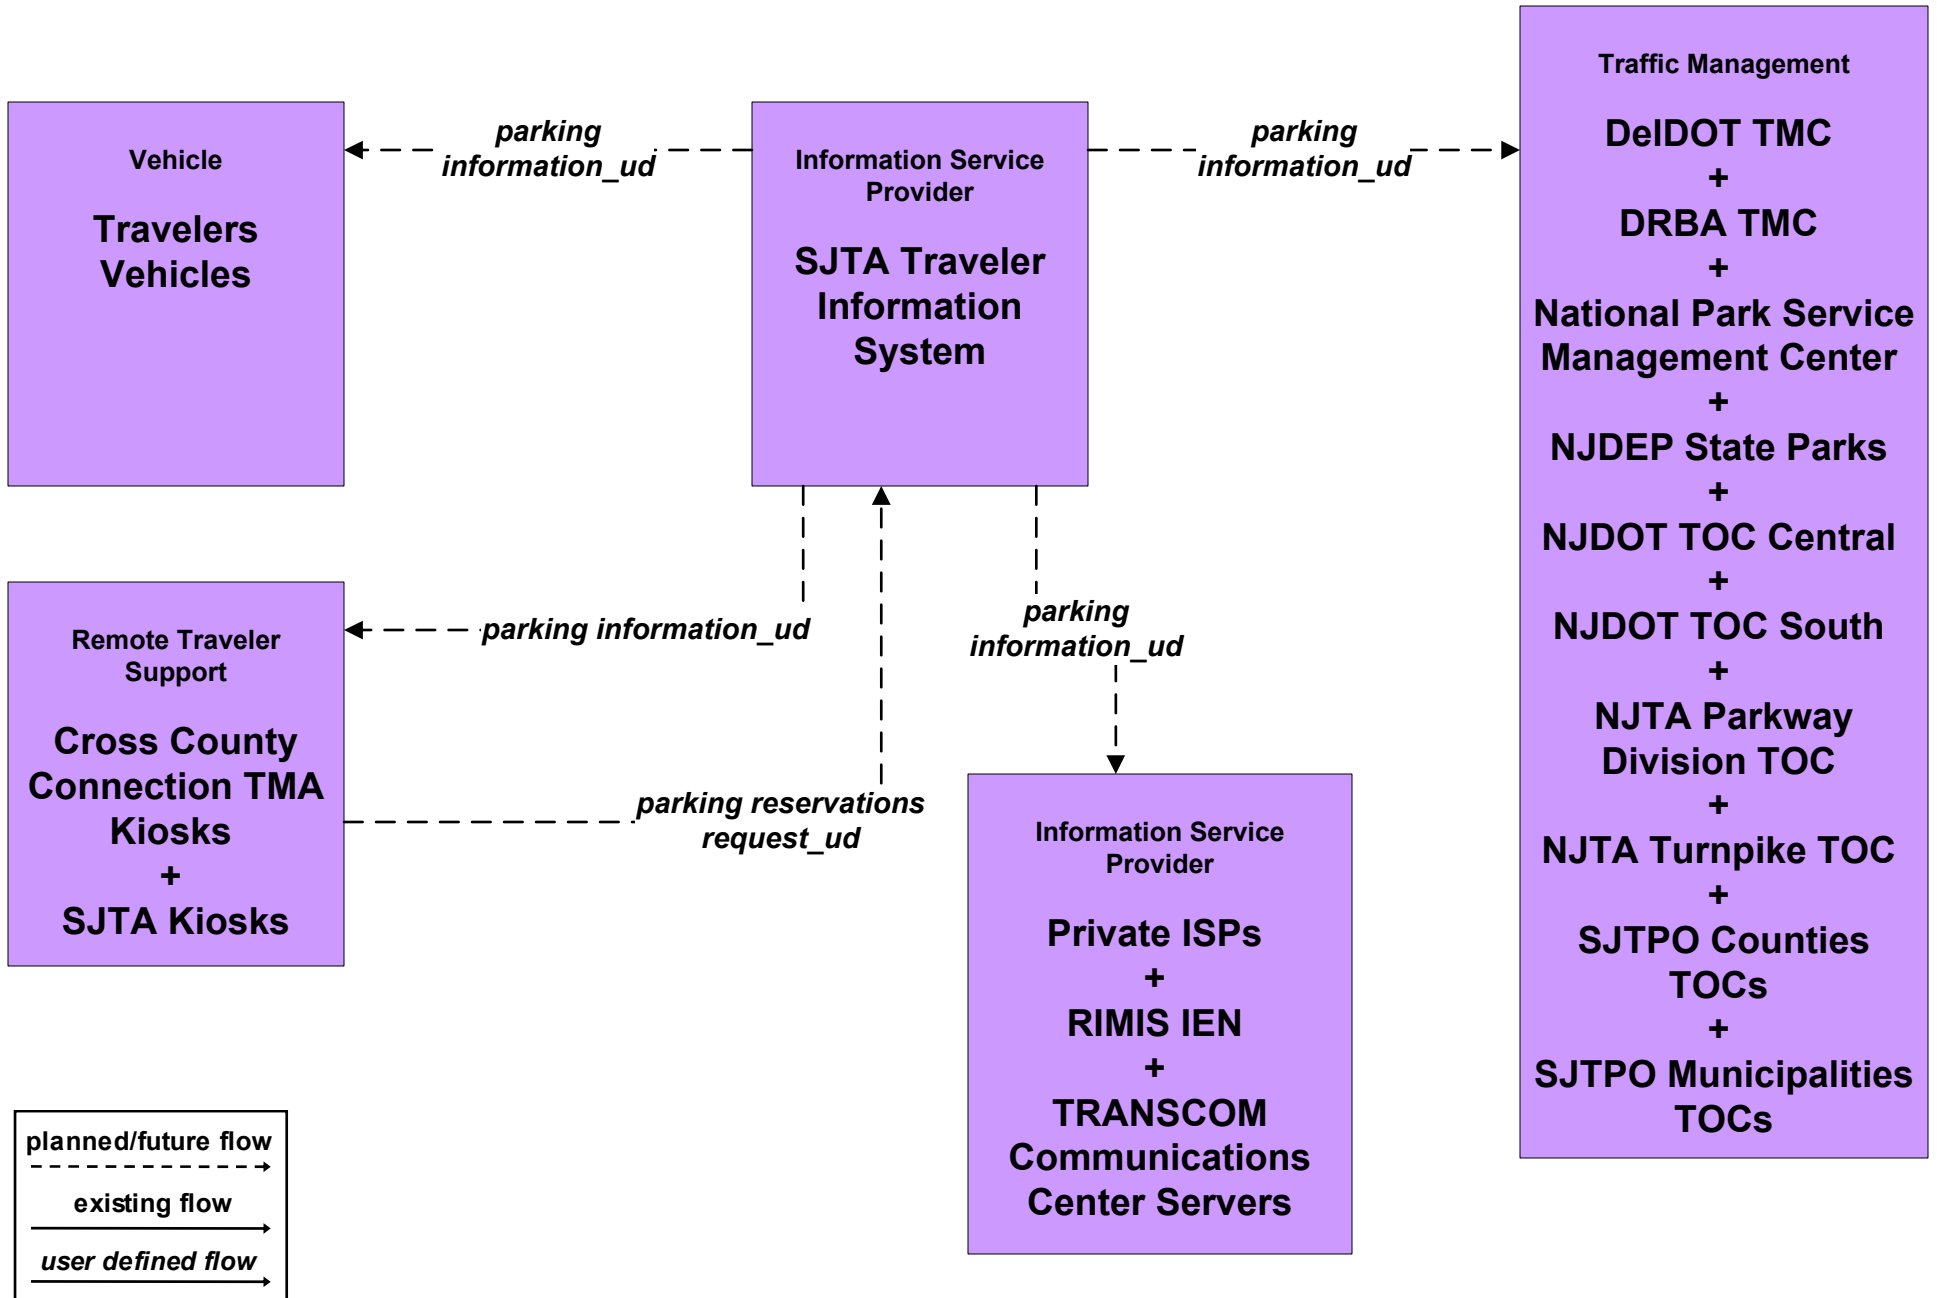 Traffic Management
DelDOT TMC
+
DRBA TMC
+
National Park Service
Management Center
+
NJDEP State Parks
+
NJDOT TOC Central
+
NJDOT TOC South
+
NJTA Parkway
Division TOC
+
NJTA Turnpike TOC
+
SJTPO Counties
TOCs
+
SJTPO Municipalities
TOCs
Vehicle
Travelers
Vehicles
parking
information_ud
Information Service
Provider
SJTA Traveler
Information
System
parking
information_ud
Remote Traveler
Support
Cross County
Connection TMA
Kiosks
+
SJTA Kiosks
parking information_ud
parking reservations
request_ud
parking
information_ud
Information Service
Provider
Private ISPs
+
RIMIS IEN
+
TRANSCOM
Communications
Center Servers
planned/future flow
existing flow
user defined flow